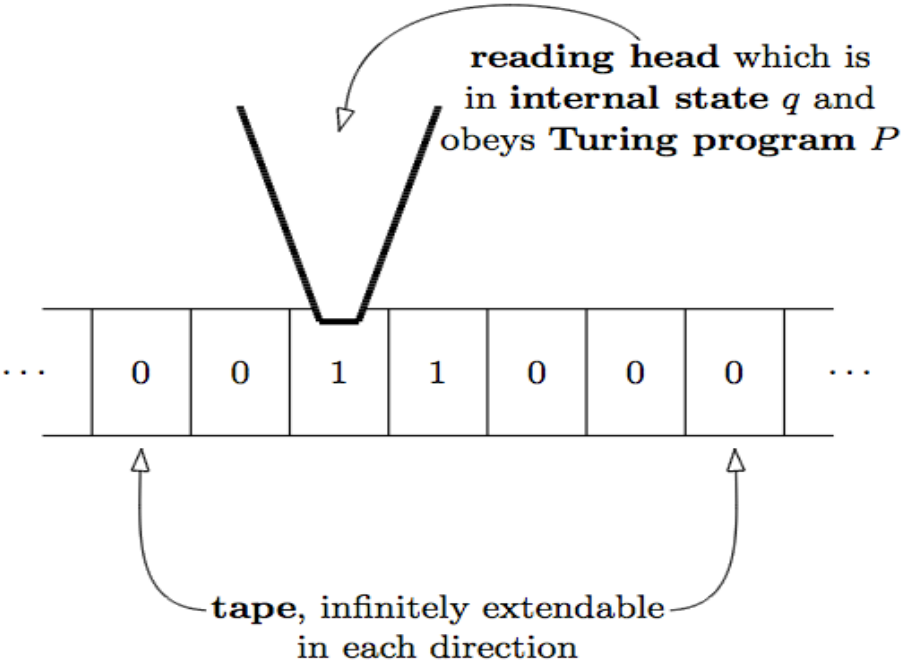 reading head which is
in internal state q and
obeys Turing program P
··· 0 0 1 1 0 0 0 ···
tape, infinitely extendable
in each direction